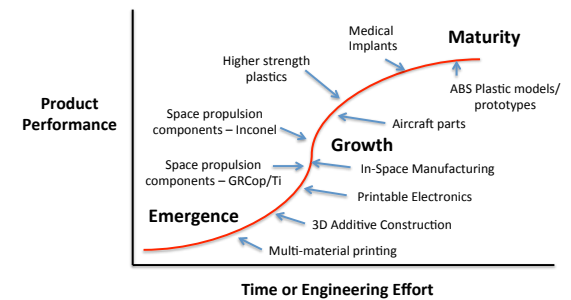 Medical
Implants
Maturity
Higher strength
plastics
ABS Plastic models/
prototypes
Product
Performance
Space propulsion
components – Inconel
Aircraft parts
Growth
Space propulsion
components – GRCop/Ti
In-Space Manufacturing
Printable Electronics
Emergence
3D Additive Construction
Multi-material printing
Time or Engineering Effort